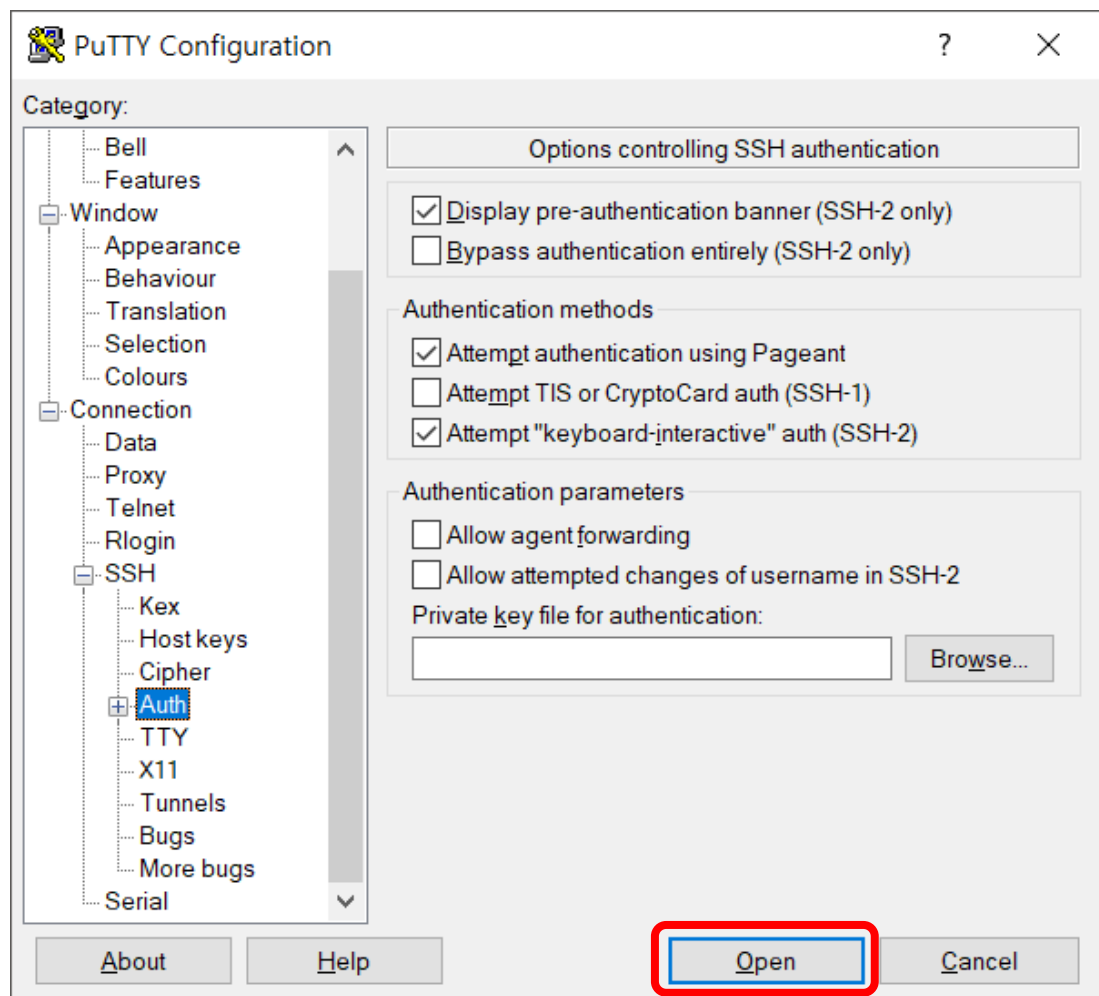 PuTTY Configuration
?
Category:
Bell
Features
Window
Appearance
Behaviour
Translation
Selection
Colours
Connection
Data
Proxy
Telnet
Rlogin
SSH
Kex
Host keys
Cipher
Auth
TTY
X11
Tunnels
Bugs
More bugs
Serial
Options controlling SSH authentication
Display pre-authentication banner (SSH-2 only)
Bypass authentication entirely (SSH-2 only)
Authentication methods
Attempt authentication using Pageant
Attempt TIS or CryptoCard auth (SSH-1)
Attempt "keyboard-interactive" auth (SSH-2)
Authentication parameters
Allow agent forwarding
Allow attempted changes of username in SSH-2
Private key file for authentication:
Browse...
About
Help
Open
Cancel